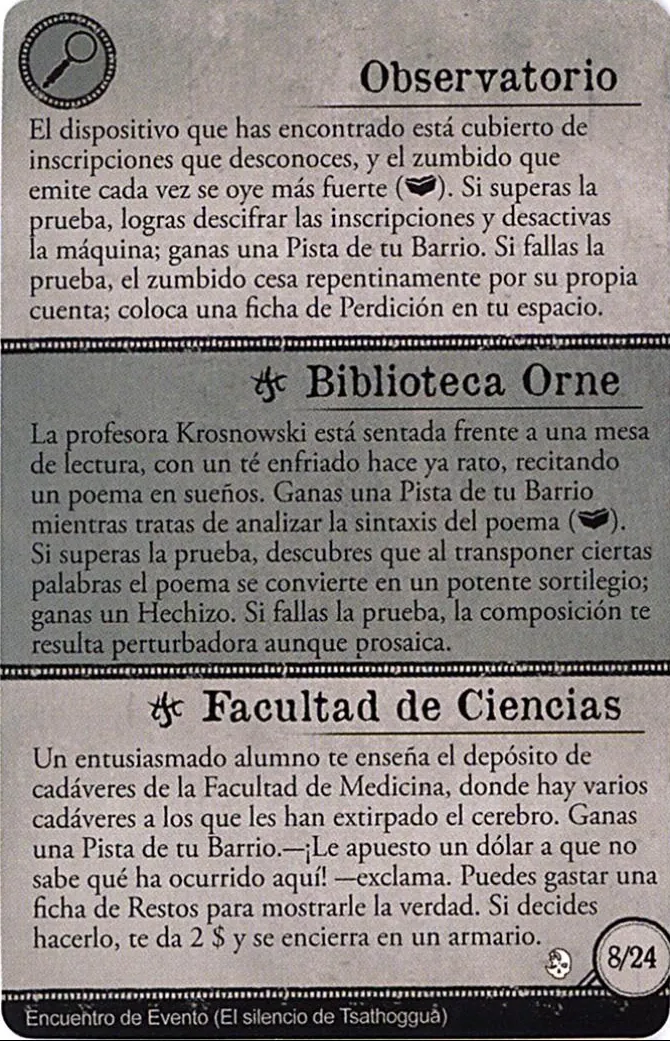 Observatorio
El dispositivo que has encontrado está cubierto de
inscripciones que desconoces, y el zumbido que
emite cada vez se oye más fuerte (). Si superas la
prueba, logras descifrar las inscripciones y desactivas
la máquina; ganas una Pista de tu Barrio. Si fallas la
prueba, el zumbido cesa repentinamente por su propia
cuenta; coloca una ficha de Perdición en tu espacio.
Biblioteca Orne
La profesora Krosnowski está sentada frente a una mesa
de lectura, con un té enfriado hace ya rato, recitando
un poema en sueños. Ganas una Pista de tu Barrio
mientras tratas de analizar la sintaxis del poema ().
Si superas la prueba, descubres que al transponer ciertas
palabras el poema se convierte en un potente sortilegio;
ganas un Hechizo. Si fallas la prueba, la composición te
resulta perturbadora aunque prosaica.
Facultad de Ciencias
Un entusiasmado alumno te enseña el depósito de
cadáveres de la Facultad de Medicina, donde hay varios
cadáveres a los que les han extirpado el cerebro. Ganas
una Pista de tu Barrio.—¡Le apuesto un dólar a que no
sabe qué ha ocurrido aquí! —exclama. Puedes gastar una
ficha de Restos para mostrarle la verdad. Si decides
hacerlo, te da 2 $ y se encierra en un armario.
8/24
Encuentro de Evento (El silencio de Tsathogguà)